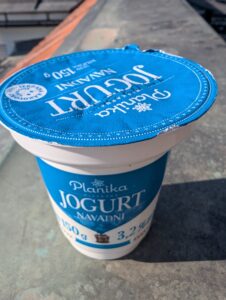 Planika
JOGURT
NAVADNI
150 g
Planika
JOGURT
NAVADNI
150 g
3,2%